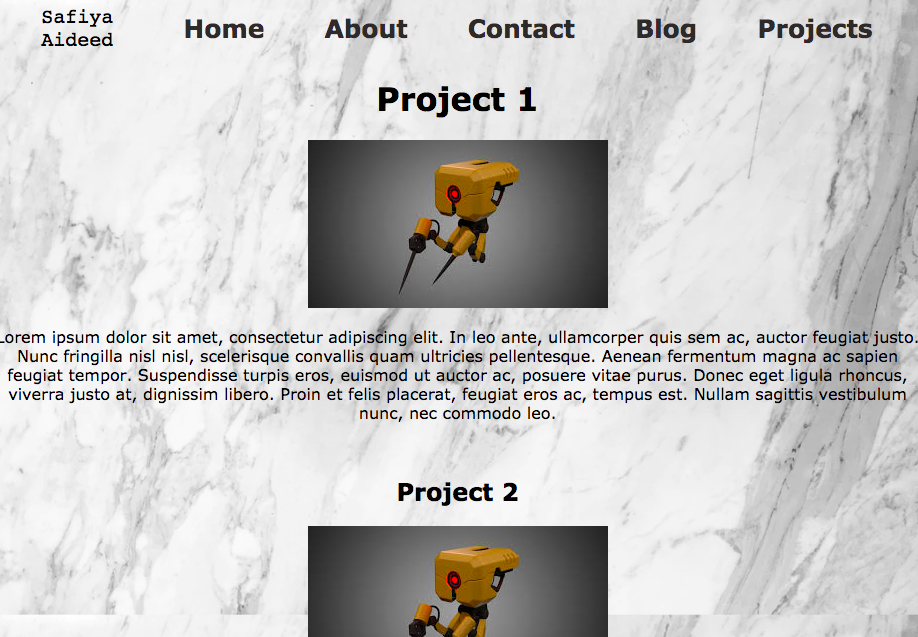 Safiya
Aideed
Home About Contact Blog Projects
Project 1
Lorem ipsum dolor sit amet, consectetur adipiscing elit. In leo ante, ullamcorper quis sem ac, auctor feugiat justo.
Nunc fringilla nisl nisl, scelerisque convallis quam ultricies pellentesque. Aenean fermentum magna ac sapien
feugiat tempor. Suspendisse turpis eros, euismod ut auctor ac, posuere vitae purus. Donec eget ligula rhoncus,
viverra justo at, dignissim libero. Proin et felis placerat, feugiat eros ac, tempus est. Nullam sagittis vestibulum
nunc, nec commodo leo.
Project 2